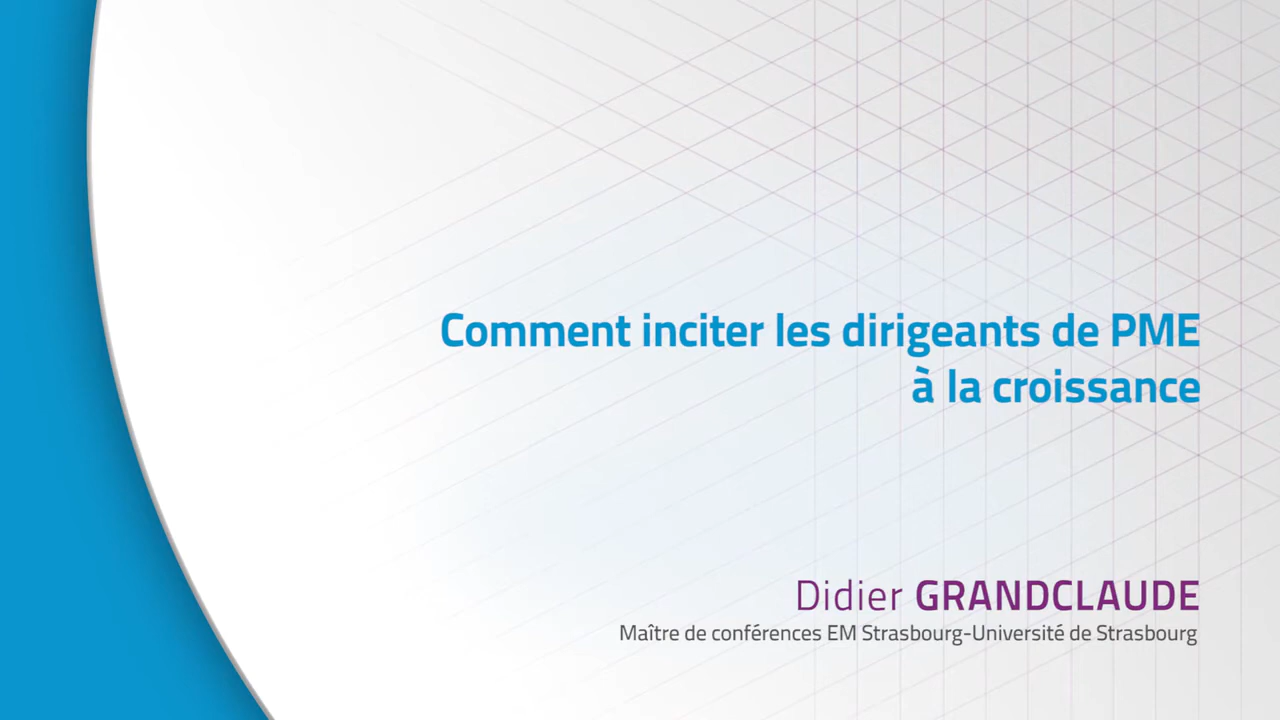 Comment inciter les dirigeants de PME
à la croissance
Didier GRANDCLAUDE
Maître de conférences EM Strasbourg-Université de Strasbourg